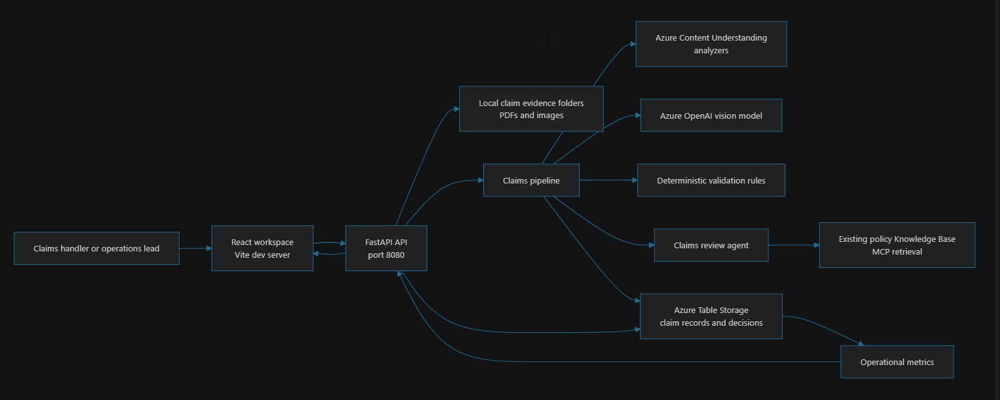 Azure Content Understanding
analyzers
Local claim evidence folders
PDFs and images
Azure OpenAI vision model
Claims pipeline
Deterministic validation rules
Claims handler or operations lead
React workspace
Vite dev server
FastAPI API
port 8080
Claims review agent
Existing policy Knowledge Base
MCP retrieval
Azure Table Storage
claim records and decisions
Operational metrics